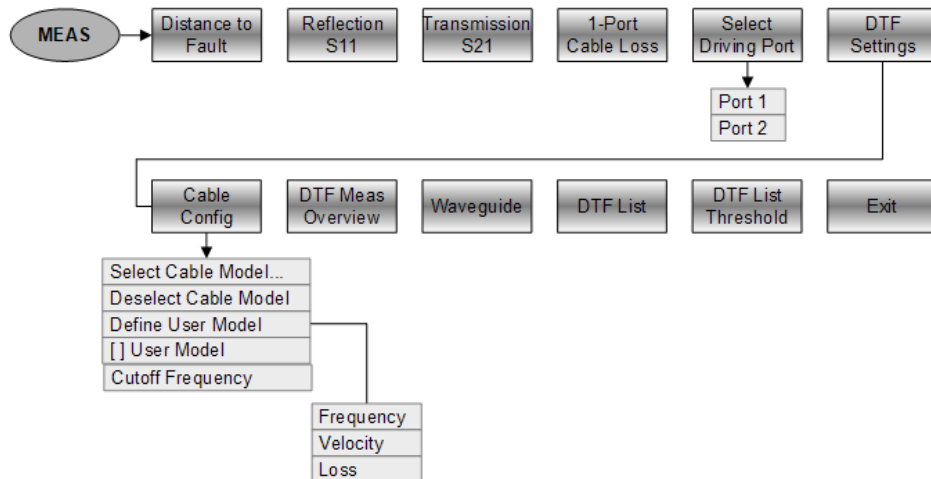 MEAS
Distance to
Fault
Reflection
S11
Transmission
S21
1-Port
Cable Loss
Select
Driving Port
DTF
Settings
Port 1
Port 2
Cable
Config
DTF Meas
Overview
Waveguide
DTF List
DTF List
Threshold
Exit
Select Cable Model...
Deselect Cable Model
Define User Model
[ ] User Model
Cutoff Frequency
Frequency
Velocity
Loss